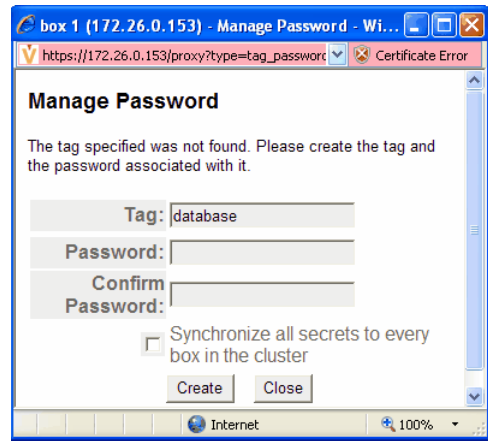 box 1 (172.26.0.153) - Manage Password - Wi...
https://172.26.0.153/proxy?type=tag_password Certificate Error
Manage Password
The tag specified was not found. Please create the tag and
the password associated with it.
Tag: database
Password:
Confirm
Password:
Synchronize all secrets to every
box in the cluster
Create Close
Internet 100%